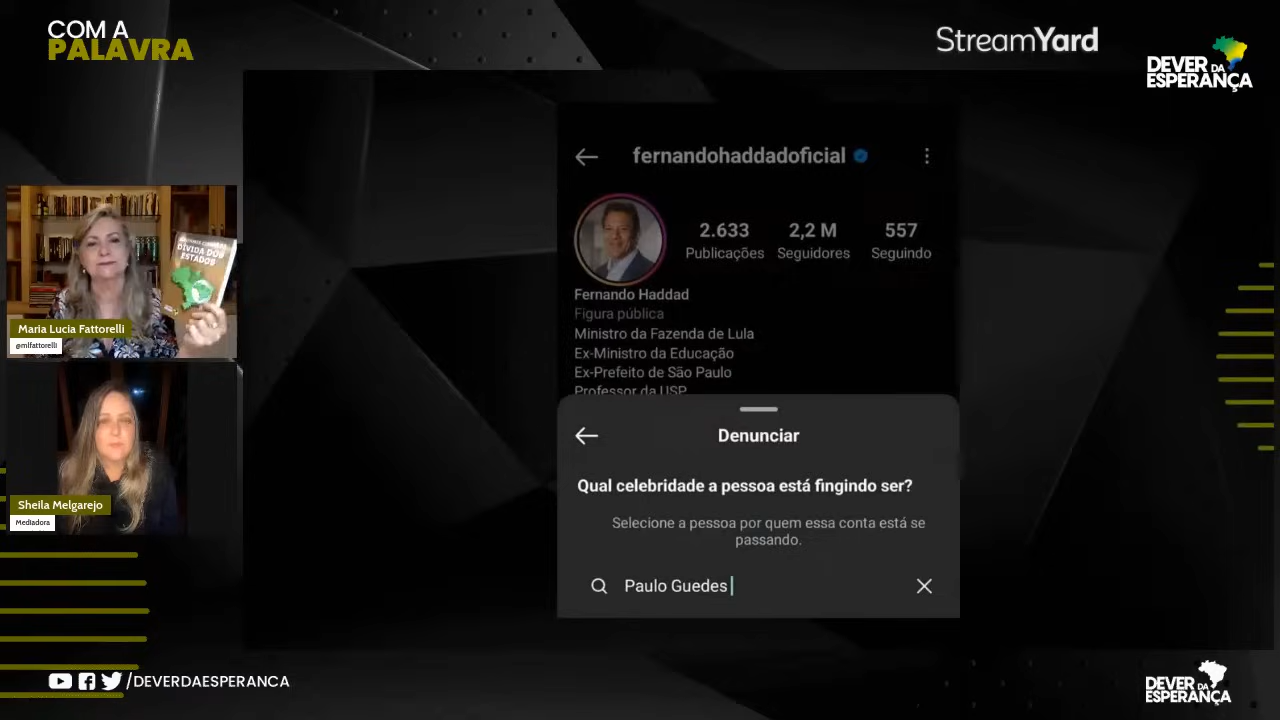 COM A
PALAVRA
StreamYard
DEVER DA
ESPERANÇA
fernandohaddadoficial
2.633
Publicações
2,2 M
Seguidores
557
Seguindo
Fernando Haddad
Figura pública
Ministro da Fazenda de Lula
Ex-Ministro da Educação
Ex-Prefeito de São Paulo
Professor da USP
Denunciar
Qual celebridade a pessoa está fingindo ser?
Selecione a pessoa por quem essa conta está se
passando.
Paulo Guedes
DÍVIDA DOS
ESTADOS
Maria Lucia Fattorelli
@mlfattorelli
Sheila Melgarejo
Mediadora
/DEVERDAESPERANCA
DEVER DA
ESPERANÇA